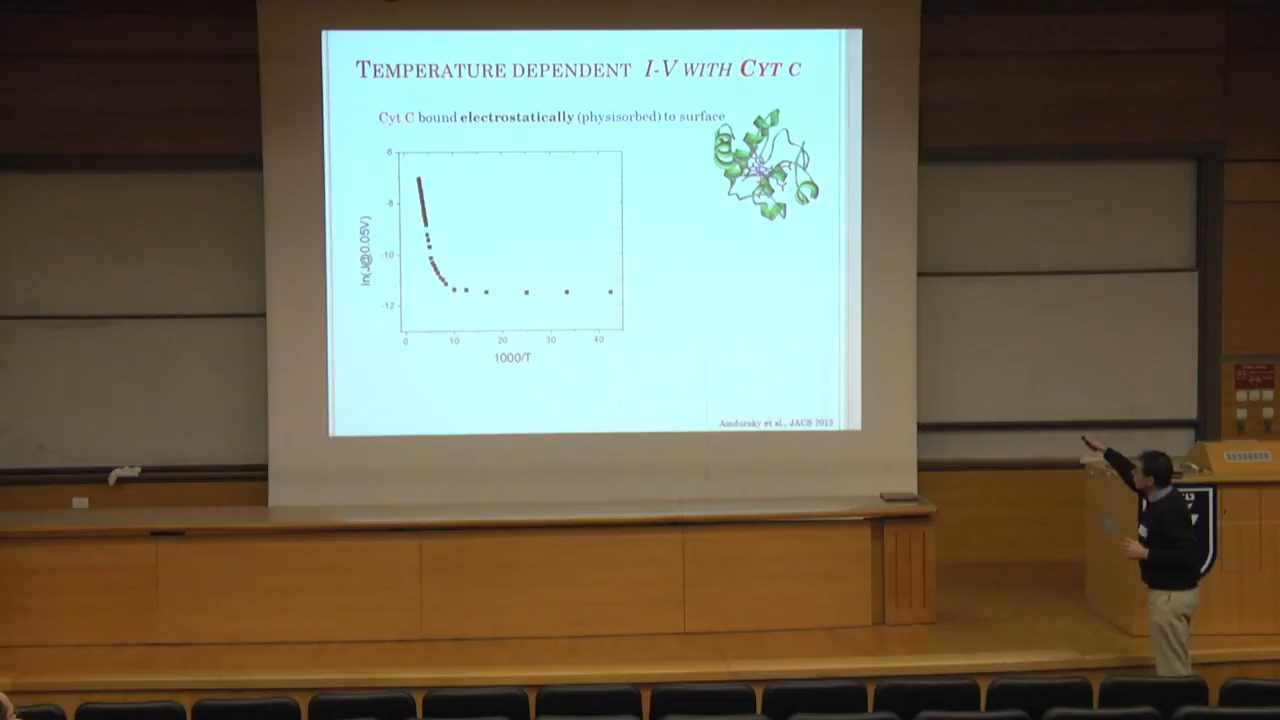 TEMPERATURE DEPENDENT I-V WITH CYT C
Cyt C bound electrostatically (physisorbed) to surface
-6
-8
-10
-12
ln(J@0.05V)
0 10 20 30 40
1000/T
Amdursky et al., JACS 2013